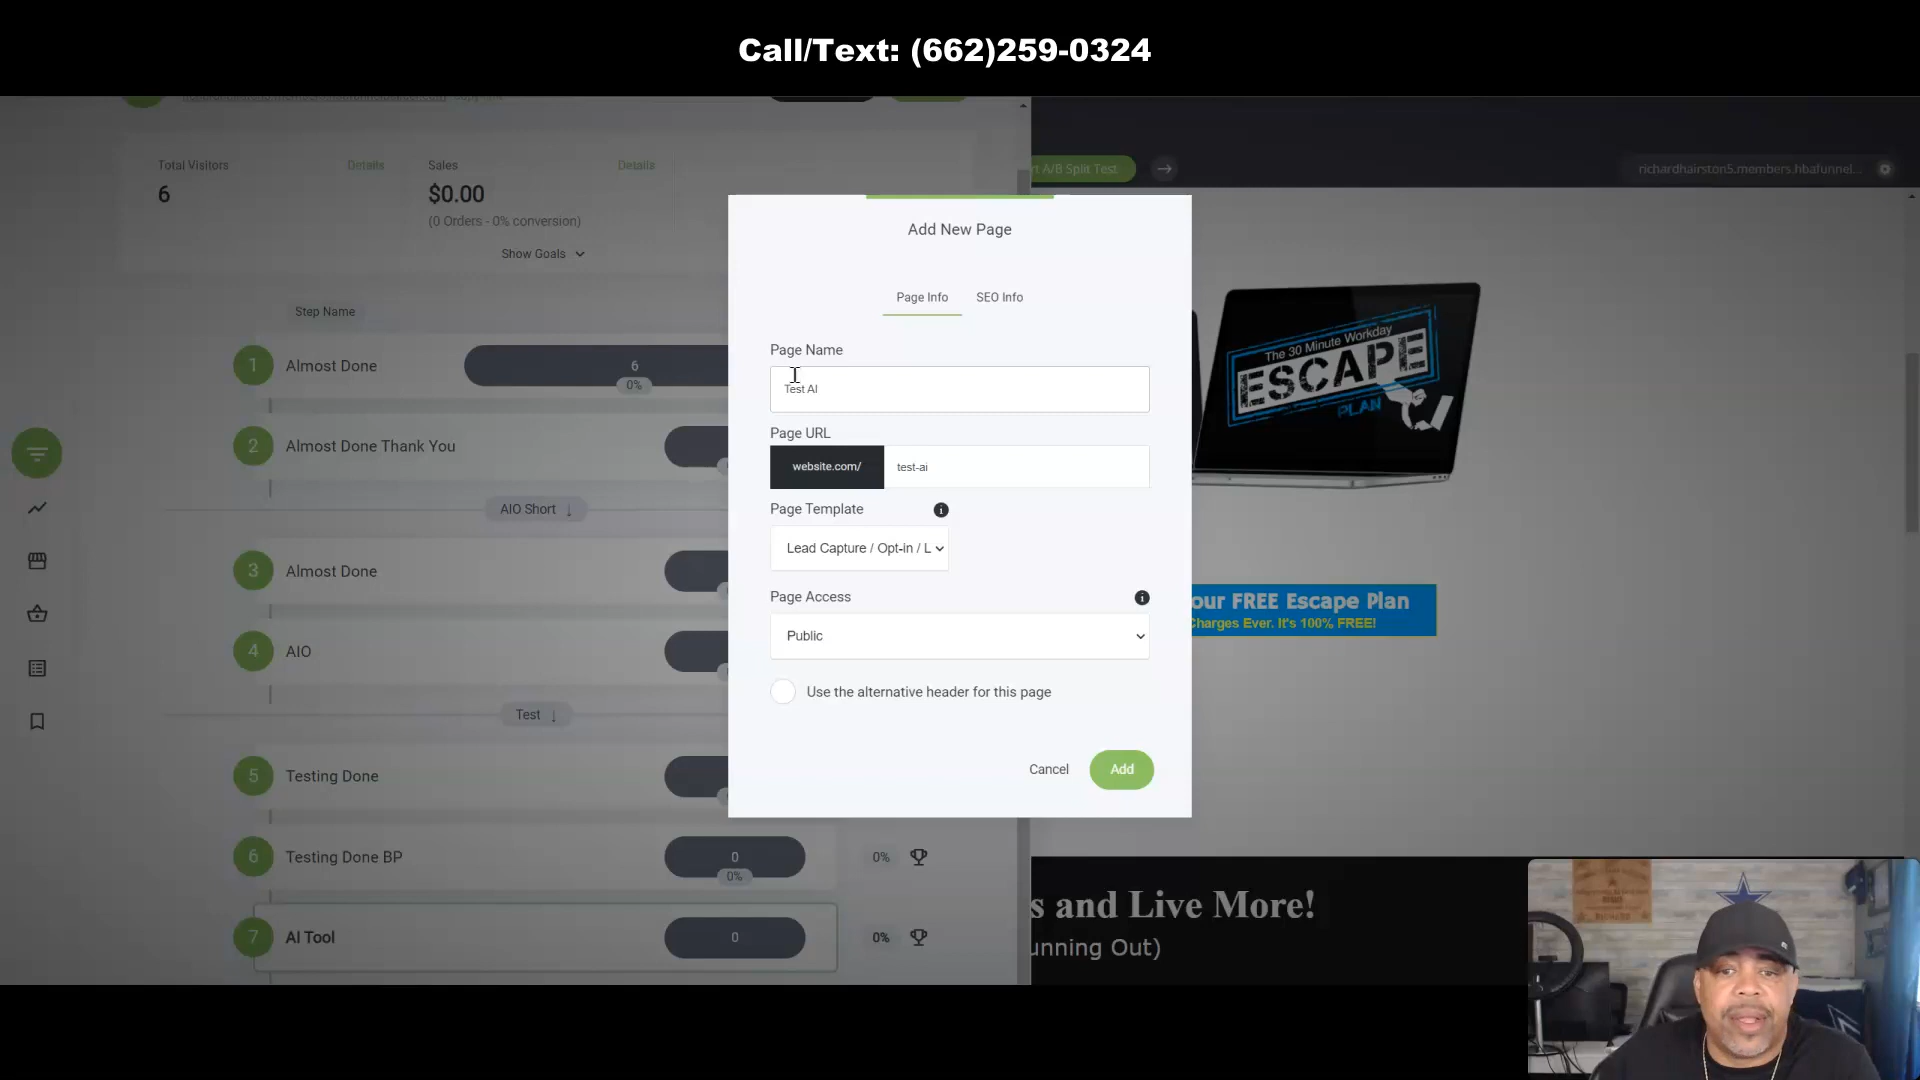 Call/Text: (662)259-0324
Total Visitors
Details
6
Sales
Details
$0.00
(0 Orders - 0% conversion)
Show Goals
Step Name
1
Almost Done
6
0%
2
Almost Done Thank You
AIO Short ↓
3
Almost Done
4
AIO
Test ↓
5
Testing Done
6
Testing Done BP
0
0%
0%
7
AI Tool
0
0%
Add New Page
Page Info
SEO Info
Page Name
Test AI
Page URL
website.com/
test-ai
Page Template
Lead Capture / Opt-in / L
Page Access
Public
Use the alternative header for this page
Cancel
Add
rt A/B Split Test
richardhairston5.members.hbafunnel...
The 30 Minute Workday
ESCAPE
PLAN
our FREE Escape Plan
Charges Ever. It's 100% FREE!
s and Live More!
unning Out)